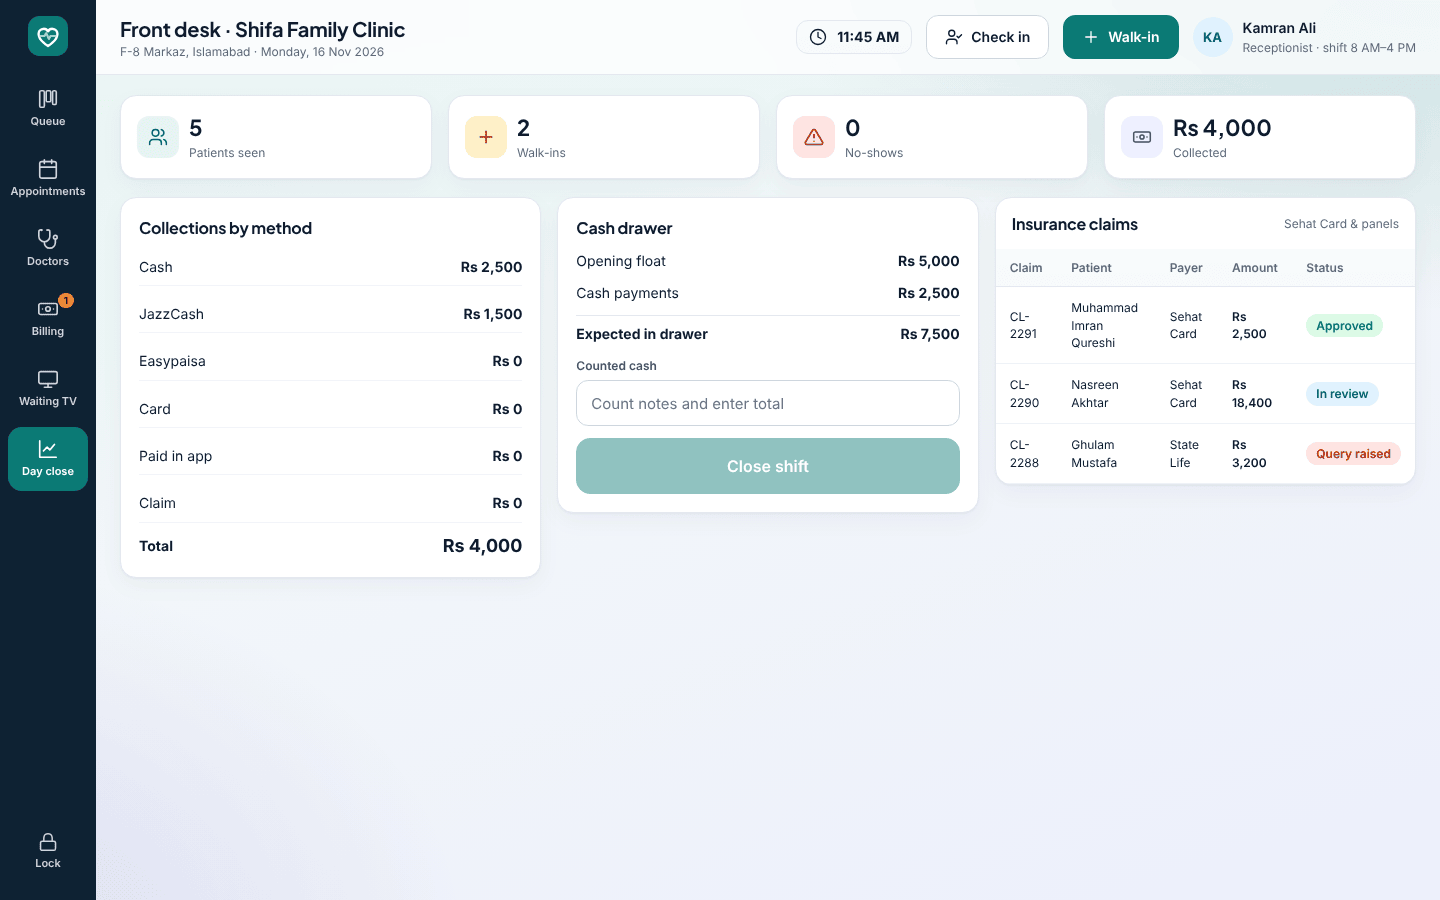 Queue
Appointments
Doctors
1
Billing
Waiting TV
Day close
Lock
Front desk · Shifa Family Clinic
F-8 Markaz, Islamabad · Monday, 16 Nov 2026
11:45 AM
Check in
Walk-in
KA
Kamran Ali
Receptionist · shift 8 AM–4 PM
5
Patients seen
2
Walk-ins
0
No-shows
Rs 4,000
Collected
Collections by method
Cash Rs 2,500
JazzCash Rs 1,500
Easypaisa Rs 0
Card Rs 0
Paid in app Rs 0
Claim Rs 0
Total Rs 4,000
Cash drawer
Opening float Rs 5,000
Cash payments Rs 2,500
Expected in drawer Rs 7,500
Counted cash
Count notes and enter total
Close shift
Insurance claims Sehat Card & panels
Claim Patient Payer Amount Status
CL-
2291
Muhammad
Imran
Qureshi
Sehat
Card
Rs
2,500
Approved
CL-
2290
Nasreen
Akhtar
Sehat
Card
Rs
18,400
In review
CL-
2288
Ghulam
Mustafa
State
Life
Rs
3,200
Query raised